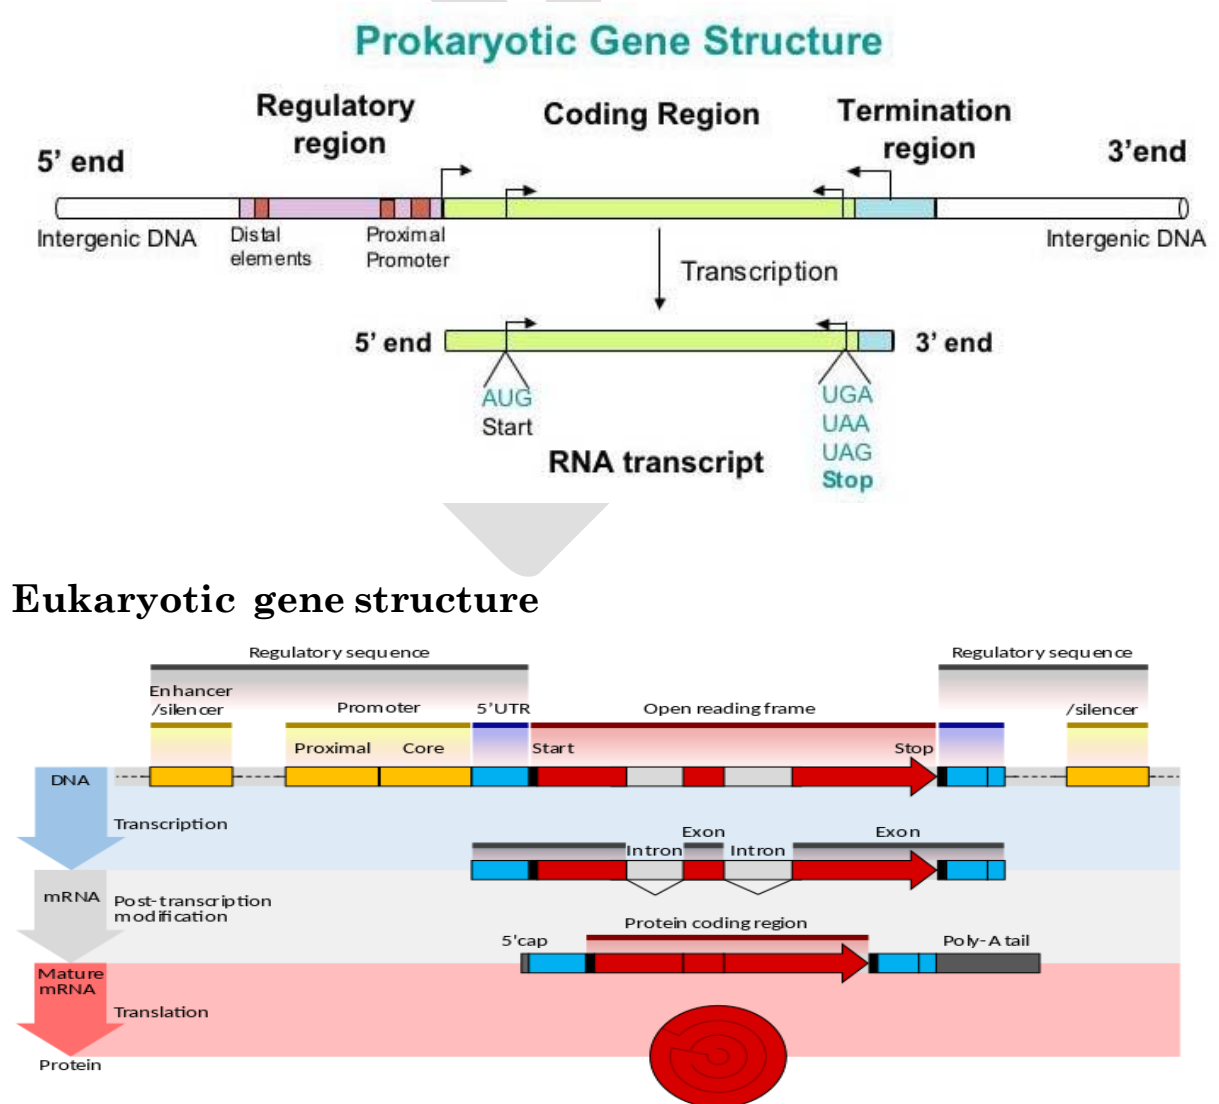 Prokaryotic Gene Structure
Regulatory
region
Coding Region
Termination
region
5' end
3'end
Intergenic DNA
Distal
elements
Proximal
Promoter
Intergenic DNA
Transcription
5' end
3' end
AUG
Start
UGA
UAA
UAG
Stop
RNA transcript
Eukaryotic gene structure
Regulatory sequence
Regulatory sequence
Enhancer
/silencer
Promoter
5'UTR
Open reading frame
/silencer
Proximal
Core
Start
Stop
DNA
Transcription
Exon
Exon
Intron
Intron
mRNA
Post-transcription
modification
Protein coding region
5'cap
Poly-A tail
Mature
mRNA
Translation
Protein